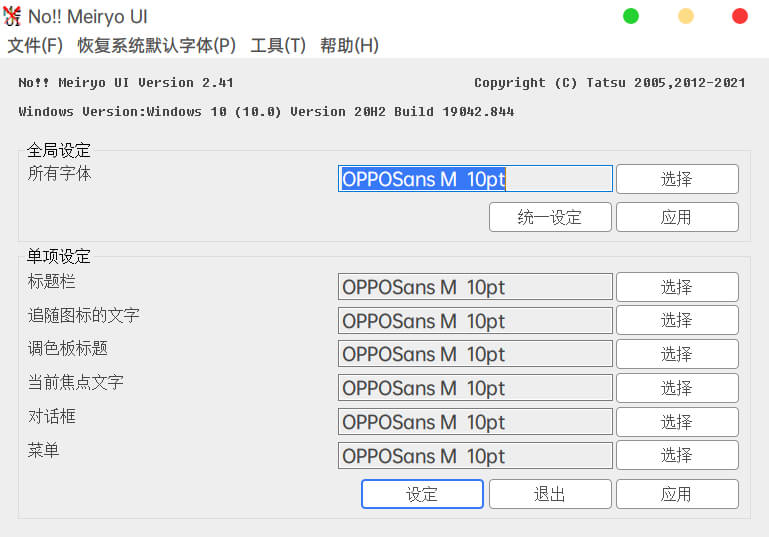 No!! Meiryo UI
文件(F) 恢复系统默认字体(P) 工具(T) 帮助(H)
No!! Meiryo UI Version 2.41 Copyright (C) Tatsu 2005,2012-2021
Windows Version:Windows 10 (10.0) Version 20H2 Build 19042.844
全局设定
所有字体 OPPOSans M 10pt 选择
统一设定 应用
单项设定
标题栏 OPPOSans M 10pt 选择
追随图标的文字 OPPOSans M 10pt 选择
调色板标题 OPPOSans M 10pt 选择
当前焦点文字 OPPOSans M 10pt 选择
对话框 OPPOSans M 10pt 选择
菜单 OPPOSans M 10pt 选择
设定 退出 应用